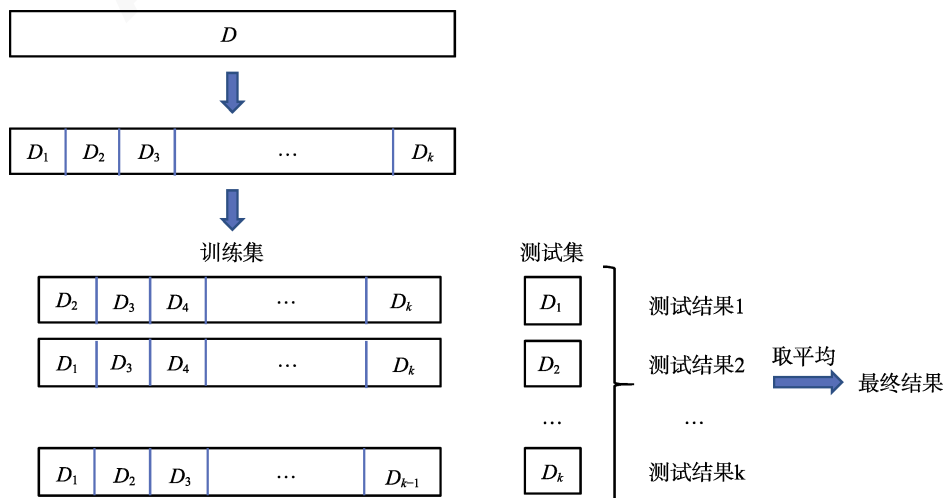 D
D₁ D₂ D₃ ⋯ Dₖ
训练集 测试集
D₂ D₃ D₄ ⋯ Dₖ D₁ 测试结果1
D₁ D₃ D₄ ⋯ Dₖ D₂ 测试结果2 取平均 最终结果
⋯ ⋯
D₁ D₂ D₃ ⋯ Dₖ₋₁ Dₖ 测试结果k